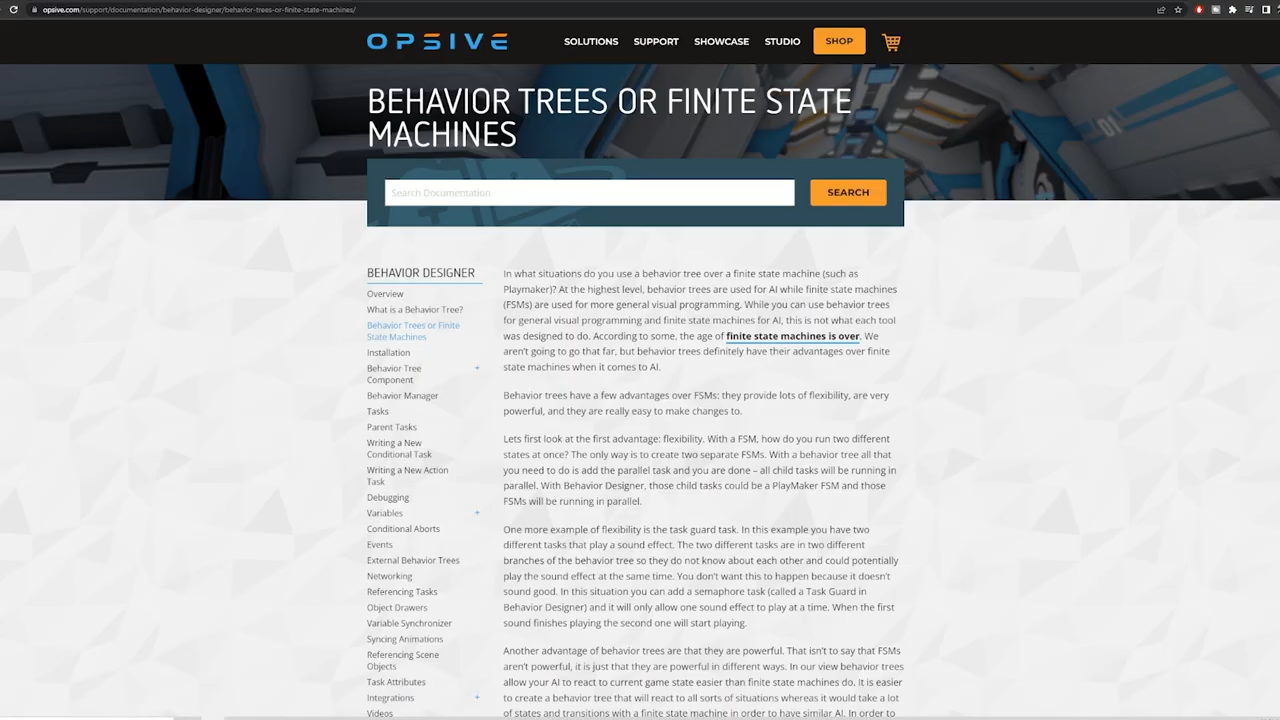 opsive.com/support/documentation/behavior-designer/behavior-trees-or-finite-state-machines/
OPSIVE
SOLUTIONS
SUPPORT
SHOWCASE
STUDIO
SHOP
BEHAVIOR TREES OR FINITE STATE
MACHINES
Search Documentation
SEARCH
BEHAVIOR DESIGNER
Overview
What is a Behavior Tree?
Behavior Trees or Finite
State Machines
Installation
Behavior Tree
Component
+
Behavior Manager
Tasks
Parent Tasks
Writing a New
Conditional Task
Writing a New Action
Task
Debugging
Variables
+
Conditional Aborts
Events
External Behavior Trees
Networking
Referencing Tasks
Object Drawers
Variable Synchronizer
Syncing Animations
Referencing Scene
Objects
Task Attributes
Integrations
+
Videos
In what situations do you use a behavior tree over a finite state machine (such as
Playmaker)? At the highest level, behavior trees are used for AI while finite state machines
(FSMs) are used for more general visual programming. While you can use behavior trees
for general visual programming and finite state machines for AI, this is not what each tool
was designed to do. According to some, the age of finite state machines is over. We
aren't going to go that far, but behavior trees definitely have their advantages over finite
state machines when it comes to AI.
Behavior trees have a few advantages over FSMs: they provide lots of flexibility, are very
powerful, and they are really easy to make changes to.
Lets first look at the first advantage: flexibility. With a FSM, how do you run two different
states at once? The only way is to create two separate FSMs. With a behavior tree all that
you need to do is add the parallel task and you are done – all child tasks will be running in
parallel. With Behavior Designer, those child tasks could be a PlayMaker FSM and those
FSMs will be running in parallel.
One more example of flexibility is the task guard task. In this example you have two
different tasks that play a sound effect. The two different tasks are in two different
branches of the behavior tree so they do not know about each other and could potentially
play the sound effect at the same time. You don't want this to happen because it doesn't
sound good. In this situation you can add a semaphore task (called a Task Guard in
Behavior Designer) and it will only allow one sound effect to play at a time. When the first
sound finishes playing the second one will start playing.
Another advantage of behavior trees are that they are powerful. That isn't to say that FSMs
aren't powerful, it is just that they are powerful in different ways. In our view behavior trees
allow your AI to react to current game state easier than finite state machines do. It is easier
to create a behavior tree that will react to all sorts of situations whereas it would take a lot
of states and transitions with a finite state machine in order to have similar AI. In order to